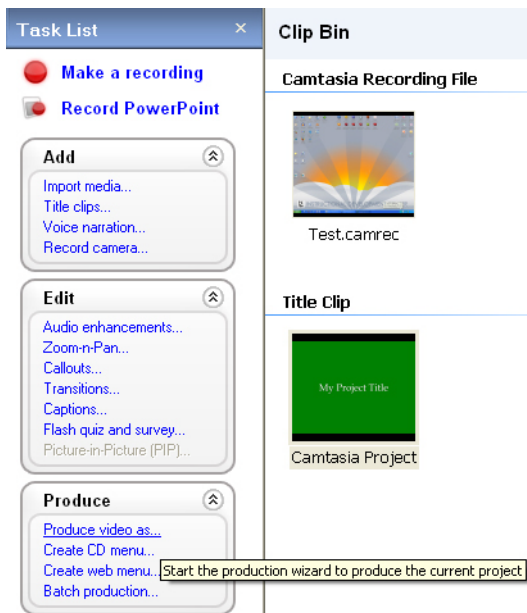 Task List
Make a recording
Record PowerPoint
Add
Import media...
Title clips...
Voice narration...
Record camera...
Edit
Audio enhancements...
Zoom-n-Pan...
Callouts...
Transitions...
Captions...
Flash quiz and survey...
Picture-in-Picture (PIP)...
Produce
Produce video as...
Create CD menu...
Create web menu...
Start the production wizard to produce the current project
Batch production...
Clip Bin
Camtasia Recording File
Test.camrec
Title Clip
My Project Title
Camtasia Project